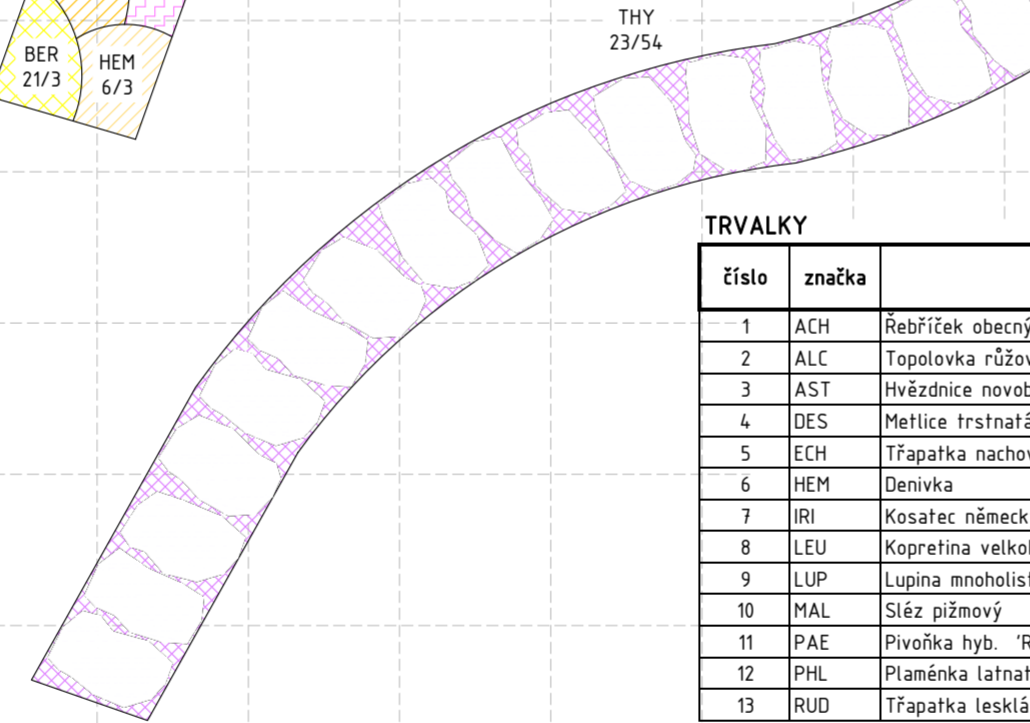 THY
23/54
BER
21/3
HEM
6/3
TRVALKY
číslo značka
1 ACH Řebříček obecný
2 ALC Topolovka růžov
3 AST Hvězdnice novob
4 DES Metlice trstnatá
5 ECH Třapatka nachov
6 HEM Denivka
7 IRI Kosatec německ
8 LEU Kopretina velkol
9 LUP Lupina mnoholist
10 MAL Sléz pižmový
11 PAE Pivoňka hyb. 'R
12 PHL Plaménka latnat
13 RUD Třapatka lesklá